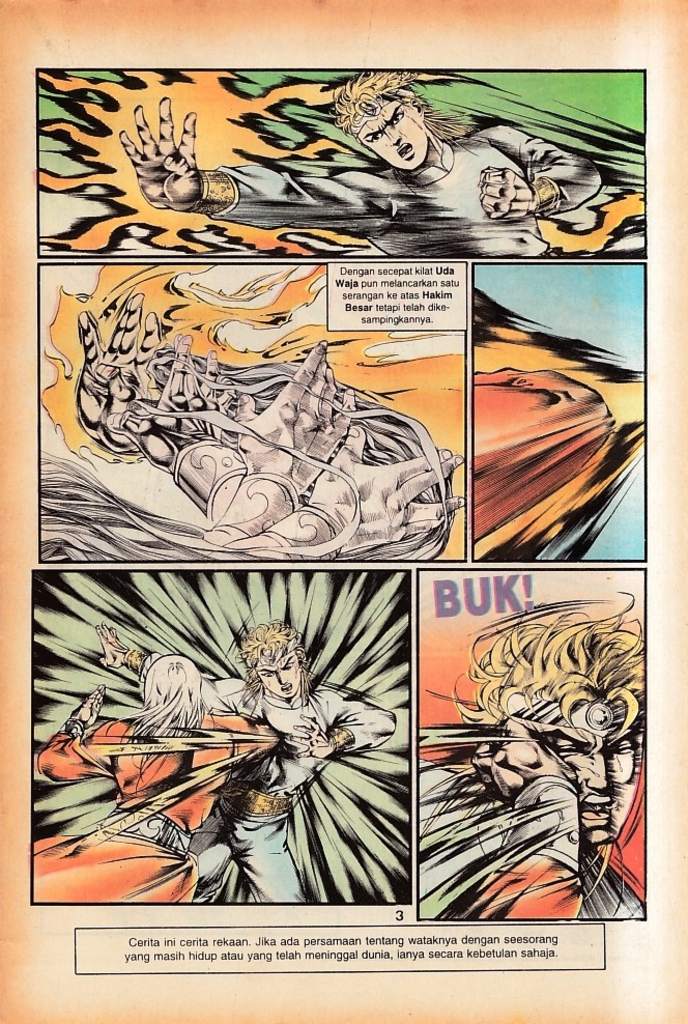 Dengan secepat kilat Uda
Waja pun melancarkan satu
serangan ke atas Hakim
Besar tetapi telah dike-
sampingkannya.
BUK!
3
Cerita ini cerita rekaan. Jika ada persamaan tentang wataknya dengan seesorang
yang masih hidup atau yang telah meninggal dunia, ianya secara kebetulan sahaja.